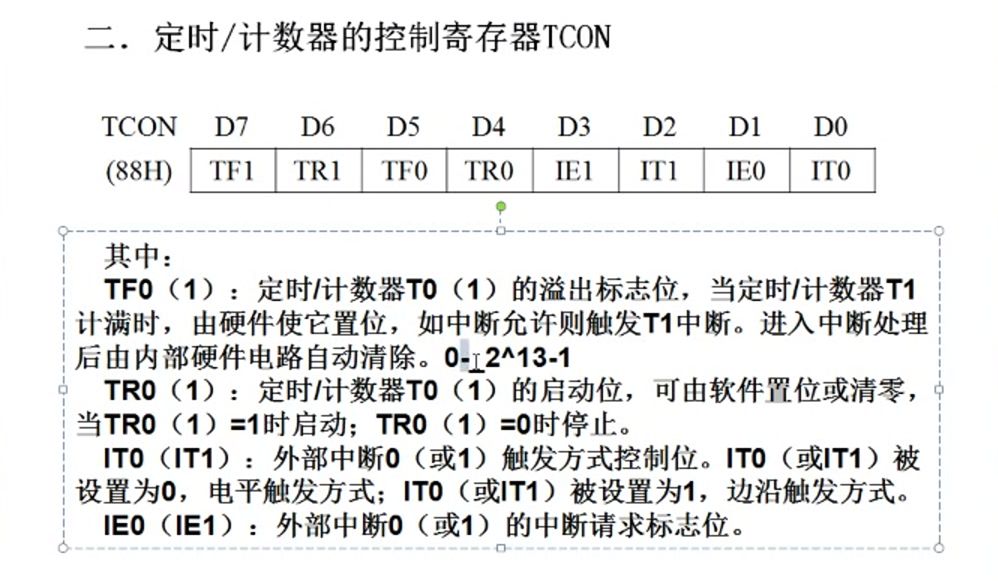 二．定时/计数器的控制寄存器TCON
TCON D7 D6 D5 D4 D3 D2 D1 D0
(88H) TF1 TR1 TF0 TR0 IE1 IT1 IE0 IT0
其中：
TF0（1）：定时/计数器T0（1）的溢出标志位，当定时/计数器T1
计满时，由硬件使它置位，如中断允许则触发T1中断。进入中断处理
后由内部硬件电路自动清除。0- 2^13-1
TR0（1）：定时/计数器T0（1）的启动位，可由软件置位或清零，
当TR0（1）=1时启动；TR0（1）=0时停止。
IT0（IT1）：外部中断0（或1）触发方式控制位。IT0（或IT1）被
设置为0，电平触发方式；IT0（或IT1）被设置为1，边沿触发方式。
IE0（IE1）：外部中断0（或1）的中断请求标志位。